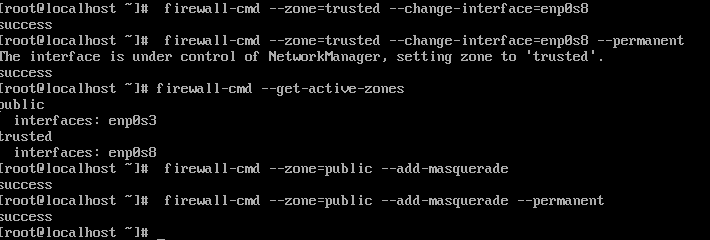 [root@localhost ~]#  firewall-cmd --zone=trusted --change-interface=enp0s8
success
[root@localhost ~]#  firewall-cmd --zone=trusted --change-interface=enp0s8 --permanent
The interface is under control of NetworkManager, setting zone to 'trusted'.
success
[root@localhost ~]# firewall-cmd --get-active-zones
public
  interfaces: enp0s3
trusted
  interfaces: enp0s8
[root@localhost ~]#  firewall-cmd --zone=public --add-masquerade
success
[root@localhost ~]#  firewall-cmd --zone=public --add-masquerade --permanent
success
[root@localhost ~]# _